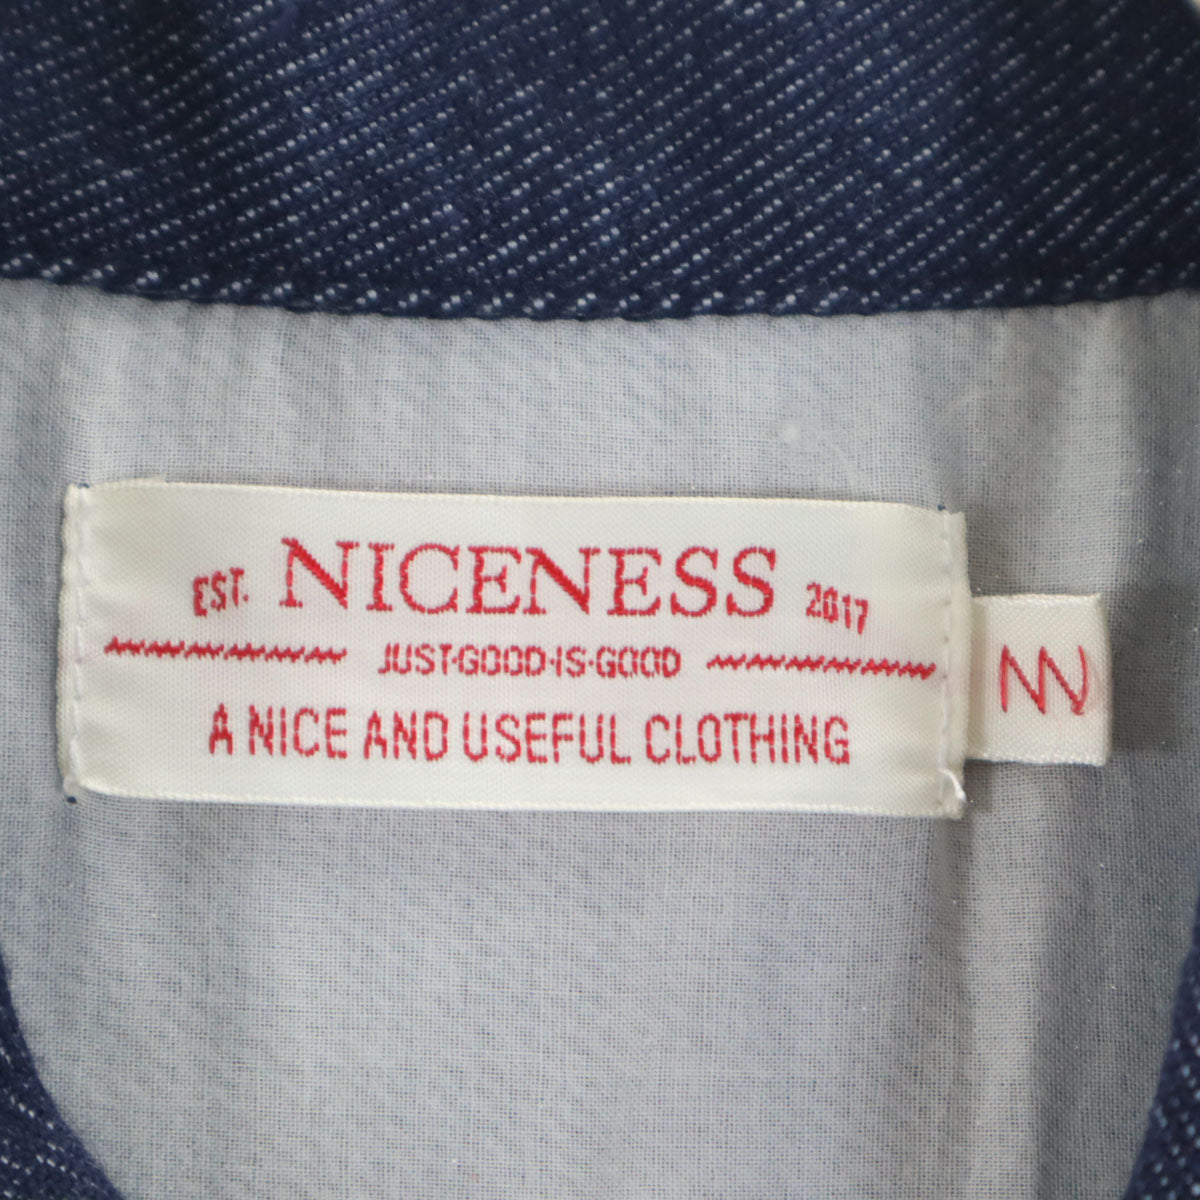 EST. NICENESS 2017
JUST·GOOD·IS·GOOD
A NICE AND USEFUL CLOTHING